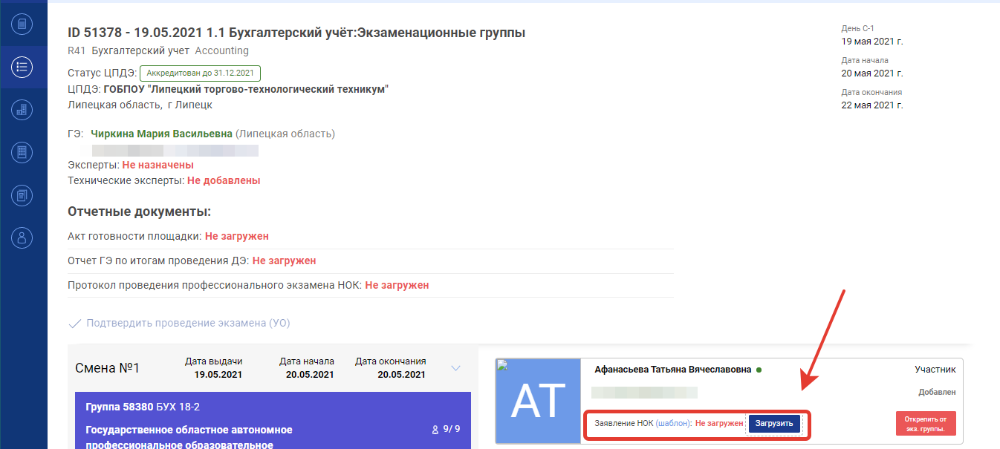 ID 51378 - 19.05.2021 1.1 Бухгалтерский учёт:Экзаменационные группы
R41 Бухгалтерский учет Accounting
Статус ЦПДЭ: Аккредитован до 31.12.2021
ЦПДЭ: ГОБПОУ "Липецкий торгово-технологический техникум"
Липецкая область, г Липецк
День С-1
19 мая 2021 г.
Дата начала
20 мая 2021 г.
Дата окончания
22 мая 2021 г.
ГЭ: Чиркина Мария Васильевна (Липецкая область)
Эксперты: Не назначены
Технические эксперты: Не добавлены
Отчетные документы:
Акт готовности площадки: Не загружен
Отчет ГЭ по итогам проведения ДЭ: Не загружен
Протокол проведения профессионального экзамена НОК: Не загружен
Подтвердить проведение экзамена (УО)
Смена №1
Дата выдачи
19.05.2021
Дата начала
20.05.2021
Дата окончания
20.05.2021
Группа 58380 БУХ 18-2
Государственное областное автономное
профессиональное образовательное
9/ 9
АТ
Афанасьева Татьяна Вячеславовна
Участник
Добавлен
Заявление НОК (шаблон): Не загружен Загрузить
Открепить от
экз. группы.